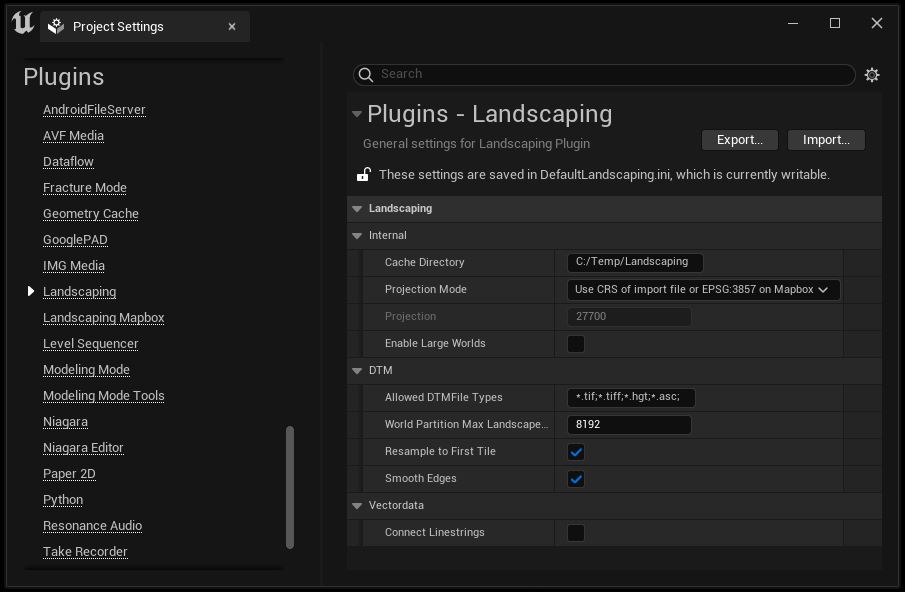 Project Settings
Plugins
AndroidFileServer
AVF Media
Dataflow
Fracture Mode
Geometry Cache
GooglePAD
IMG Media
Landscaping
Landscaping Mapbox
Level Sequencer
Modeling Mode
Modeling Mode Tools
Niagara
Niagara Editor
Paper 2D
Python
Resonance Audio
Take Recorder
Search
Plugins - Landscaping
General settings for Landscaping Plugin
Export...
Import...
These settings are saved in DefaultLandscaping.ini, which is currently writable.
Landscaping
Internal
Cache Directory C:/Temp/Landscaping
Projection Mode Use CRS of import file or EPSG:3857 on Mapbox
Projection 27700
Enable Large Worlds
DTM
Allowed DTMFile Types *.tif;*.tiff;*.hgt;*.asc;
World Partition Max Landscape... 8192
Resample to First Tile
Smooth Edges
Vectordata
Connect Linestrings